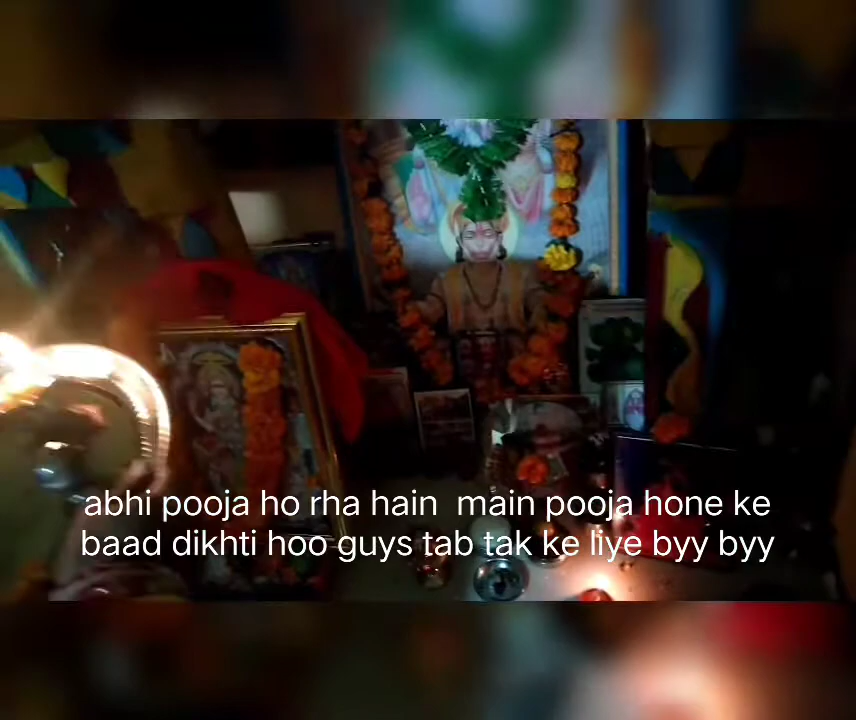 abhi pooja ho rha hain  main pooja hone ke
baad dikhti hoo guys tab tak ke liye byy byy